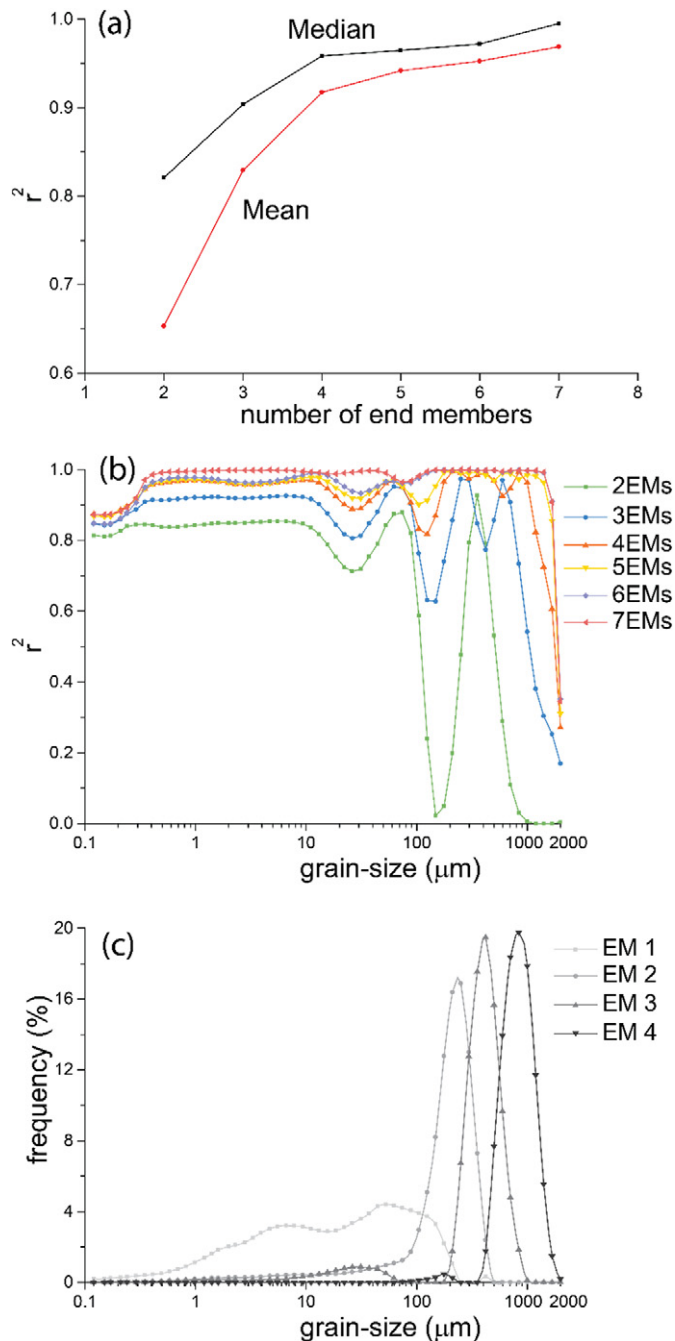 (a)
Median
Mean
r²
1.0
0.9
0.8
0.7
0.6
1 2 3 4 5 6 7 8
number of end members
(b)
r²
1.0
0.8
0.6
0.4
0.2
0.0
0.1 1 10 100 1000 2000
grain-size (μm)
2EMs
3EMs
4EMs
5EMs
6EMs
7EMs
(c)
frequency (%)
20
16
12
8
4
0
0.1 1 10 100 1000 2000
grain-size (μm)
EM 1
EM 2
EM 3
EM 4